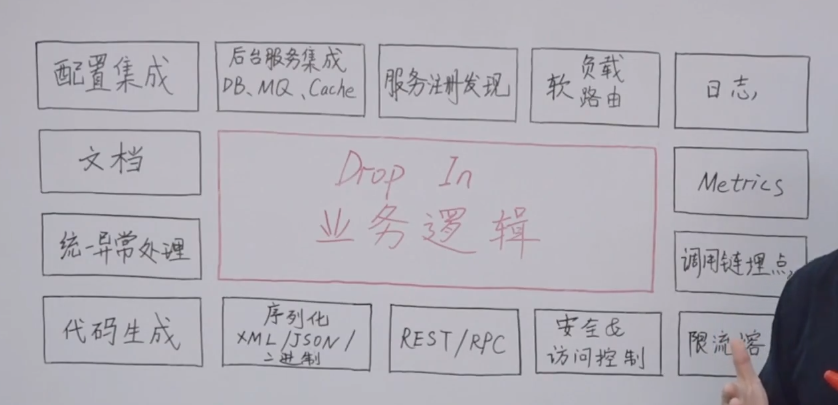 配置集成
后台服务集成
DB、MQ、Cache
服务注册发现
软负载
路由
日志
文档
Drop In
业务逻辑
Metrics
统一异常处理
调用链埋点
代码生成
序列化
XML/JSON/
二进制
REST/RPC
安全&
访问控制
限流容